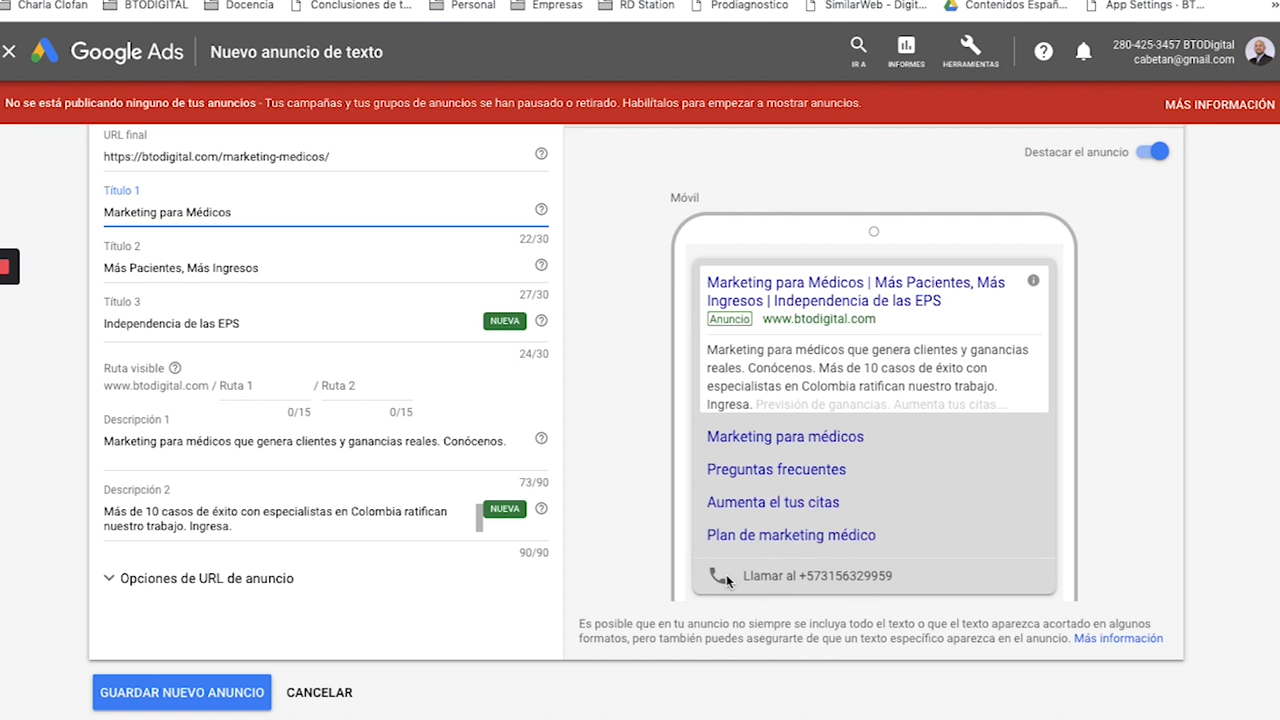 Charla Clofan
BTODIGITAL
Docencia
Conclusiones de t...
Personal
Empresas
RD Station
Prodiagnostico
SimilarWeb - Digit...
Contenidos Españ...
App Settings - BT...
»
Google Ads
Nuevo anuncio de texto
IR A
INFORMES
HERRAMIENTAS
280-425-3457 BTODigital
cabetan@gmail.com
No se está publicando ninguno de tus anuncios - Tus campañas y tus grupos de anuncios se han pausado o retirado. Habilítalos para empezar a mostrar anuncios.
MÁS INFORMACIÓN
URL final
https://btodigital.com/marketing-medicos/
Título 1
Marketing para Médicos
22/30
Título 2
Más Pacientes, Más Ingresos
27/30
Título 3
Independencia de las EPS
NUEVA
24/30
Ruta visible
www.btodigital.com / Ruta 1 / Ruta 2
0/15 0/15
Descripción 1
Marketing para médicos que genera clientes y ganancias reales. Conócenos.
73/90
Descripción 2
Más de 10 casos de éxito con especialistas en Colombia ratifican
nuestro trabajo. Ingresa.
NUEVA
90/90
Opciones de URL de anuncio
Destacar el anuncio
Móvil
Marketing para Médicos | Más Pacientes, Más
Ingresos | Independencia de las EPS
Anuncio www.btodigital.com
Marketing para médicos que genera clientes y ganancias
reales. Conócenos. Más de 10 casos de éxito con
especialistas en Colombia ratifican nuestro trabajo.
Ingresa. Previsión de ganancias. Aumenta tus citas...
Marketing para médicos
Preguntas frecuentes
Aumenta el tus citas
Plan de marketing médico
Llamar al +573156329959
Es posible que en tu anuncio no siempre se incluya todo el texto o que el texto aparezca acortado en algunos
formatos, pero también puedes asegurarte de que un texto específico aparezca en el anuncio. Más información
GUARDAR NUEVO ANUNCIO
CANCELAR